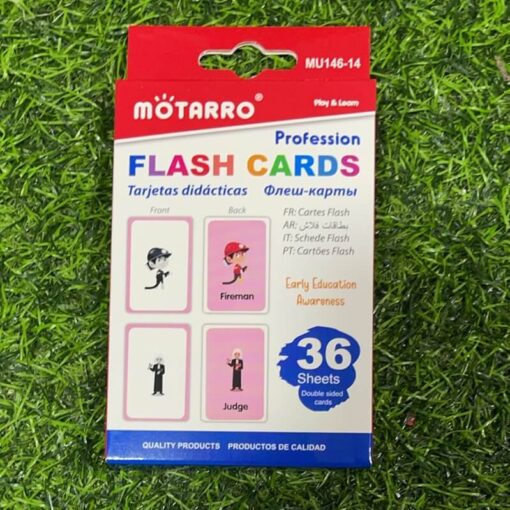 MU146-14
MOTARRO®
Play & Learn
Profession
FLASH CARDS
Tarjetas didácticas Флеш-карты
Front Back
FR: Cartes Flash
AR: بطاقات فلاش
IT: Schede Flash
PT: Cartões Flash
Fireman
Early Education
Awareness
36
Sheets
Double sided
cards
Judge
QUALITY PRODUCTS PRODUCTOS DE CALIDAD